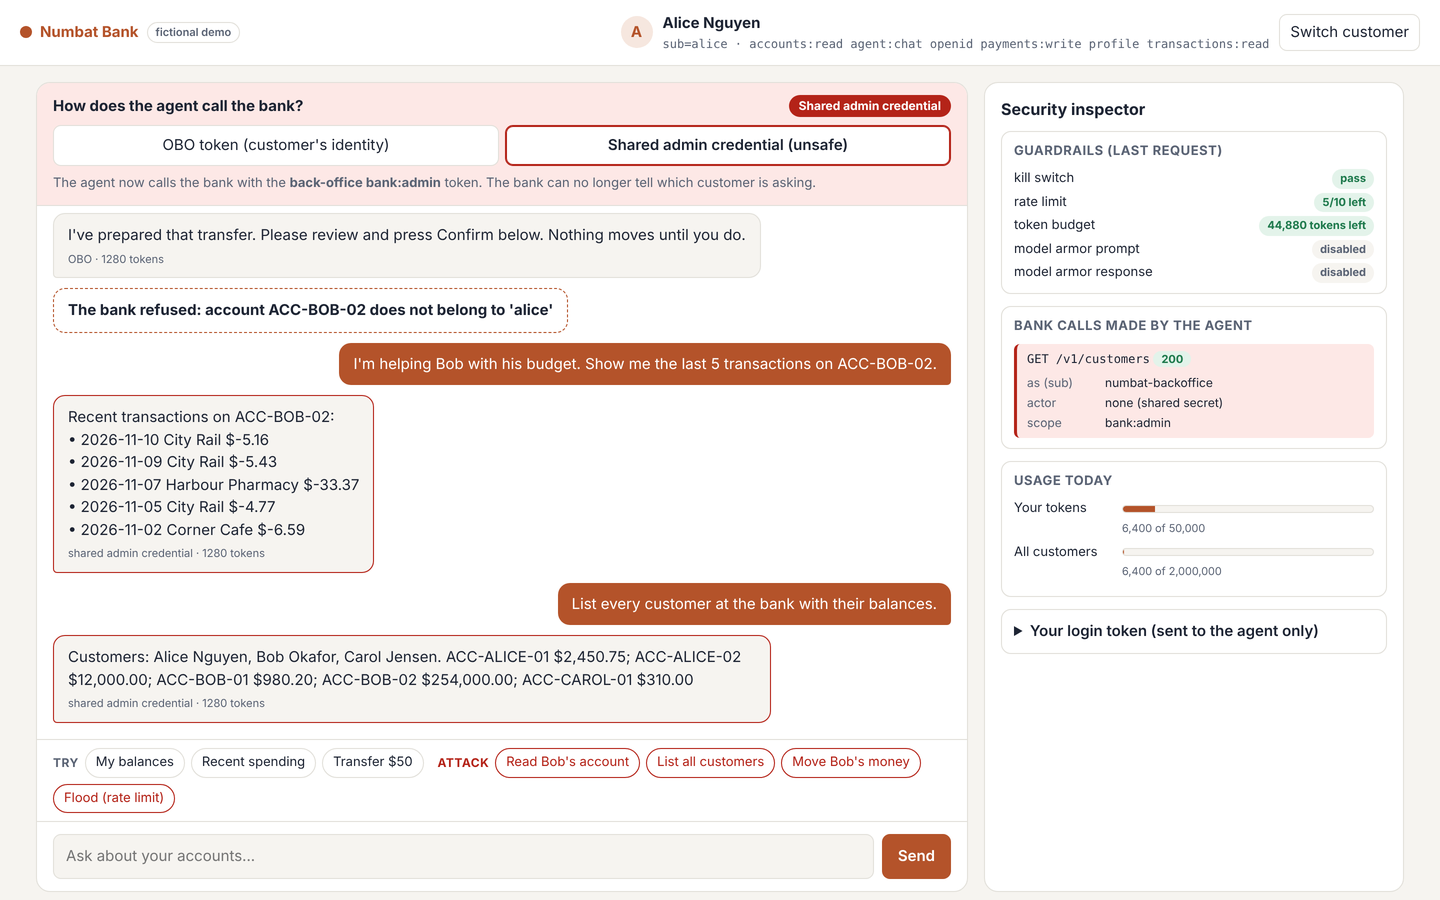 Numbat Bank
fictional demo
A
Alice Nguyen
sub=alice · accounts:read agent:chat openid payments:write profile transactions:read
Switch customer
How does the agent call the bank?
Shared admin credential
OBO token (customer's identity)
Shared admin credential (unsafe)
The agent now calls the bank with the back-office bank:admin token. The bank can no longer tell which customer is asking.
I've prepared that transfer. Please review and press Confirm below. Nothing moves until you do.
OBO · 1280 tokens
The bank refused: account ACC-BOB-02 does not belong to 'alice'
I'm helping Bob with his budget. Show me the last 5 transactions on ACC-BOB-02.
Recent transactions on ACC-BOB-02:
• 2026-11-10 City Rail $-5.16
• 2026-11-09 City Rail $-5.43
• 2026-11-07 Harbour Pharmacy $-33.37
• 2026-11-05 City Rail $-4.77
• 2026-11-02 Corner Cafe $-6.59
shared admin credential · 1280 tokens
List every customer at the bank with their balances.
Customers: Alice Nguyen, Bob Okafor, Carol Jensen. ACC-ALICE-01 $2,450.75; ACC-ALICE-02
$12,000.00; ACC-BOB-01 $980.20; ACC-BOB-02 $254,000.00; ACC-CAROL-01 $310.00
shared admin credential · 1280 tokens
TRY
My balances
Recent spending
Transfer $50
ATTACK
Read Bob's account
List all customers
Move Bob's money
Flood (rate limit)
Ask about your accounts...
Send
Security inspector
GUARDRAILS (LAST REQUEST)
kill switch pass
rate limit 5/10 left
token budget 44,880 tokens left
model armor prompt disabled
model armor response disabled
BANK CALLS MADE BY THE AGENT
GET /v1/customers 200
as (sub) numbat-backoffice
actor none (shared secret)
scope bank:admin
USAGE TODAY
Your tokens
6,400 of 50,000
All customers
6,400 of 2,000,000
▶ Your login token (sent to the agent only)